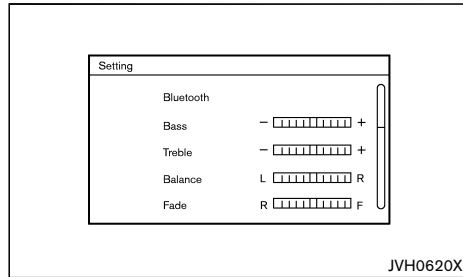 Setting
Bluetooth
Bass − +
Treble − +
Balance L R
Fade R F
JVH0620X